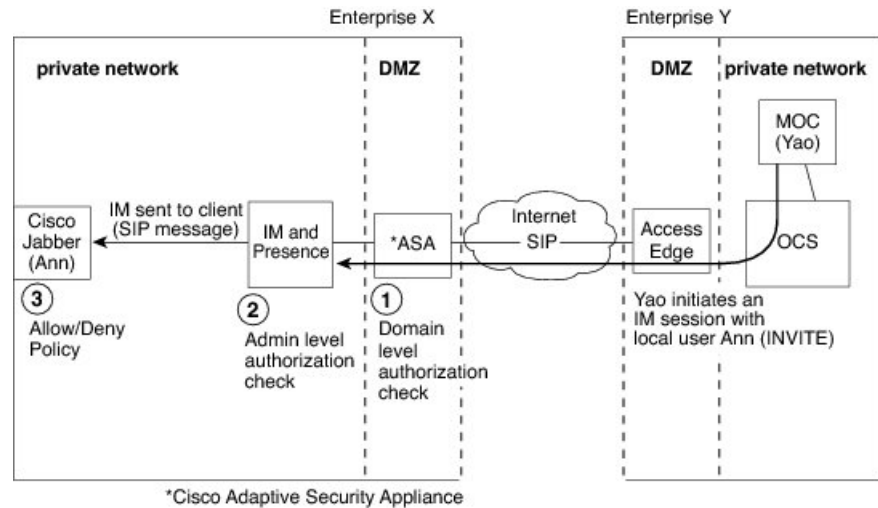 Enterprise X
Enterprise Y
private network
DMZ
DMZ
private network
MOC
(Yao)
IM sent to client
(SIP message)
Cisco
Jabber
(Ann)
IM and
Presence
*ASA
Internet
SIP
Access
Edge
OCS
3
Allow/Deny
Policy
2
Admin level
authorization
check
1
Domain
level
authorization
check
Yao initiates an
IM session with
local user Ann (INVITE)
*Cisco Adaptive Security Appliance